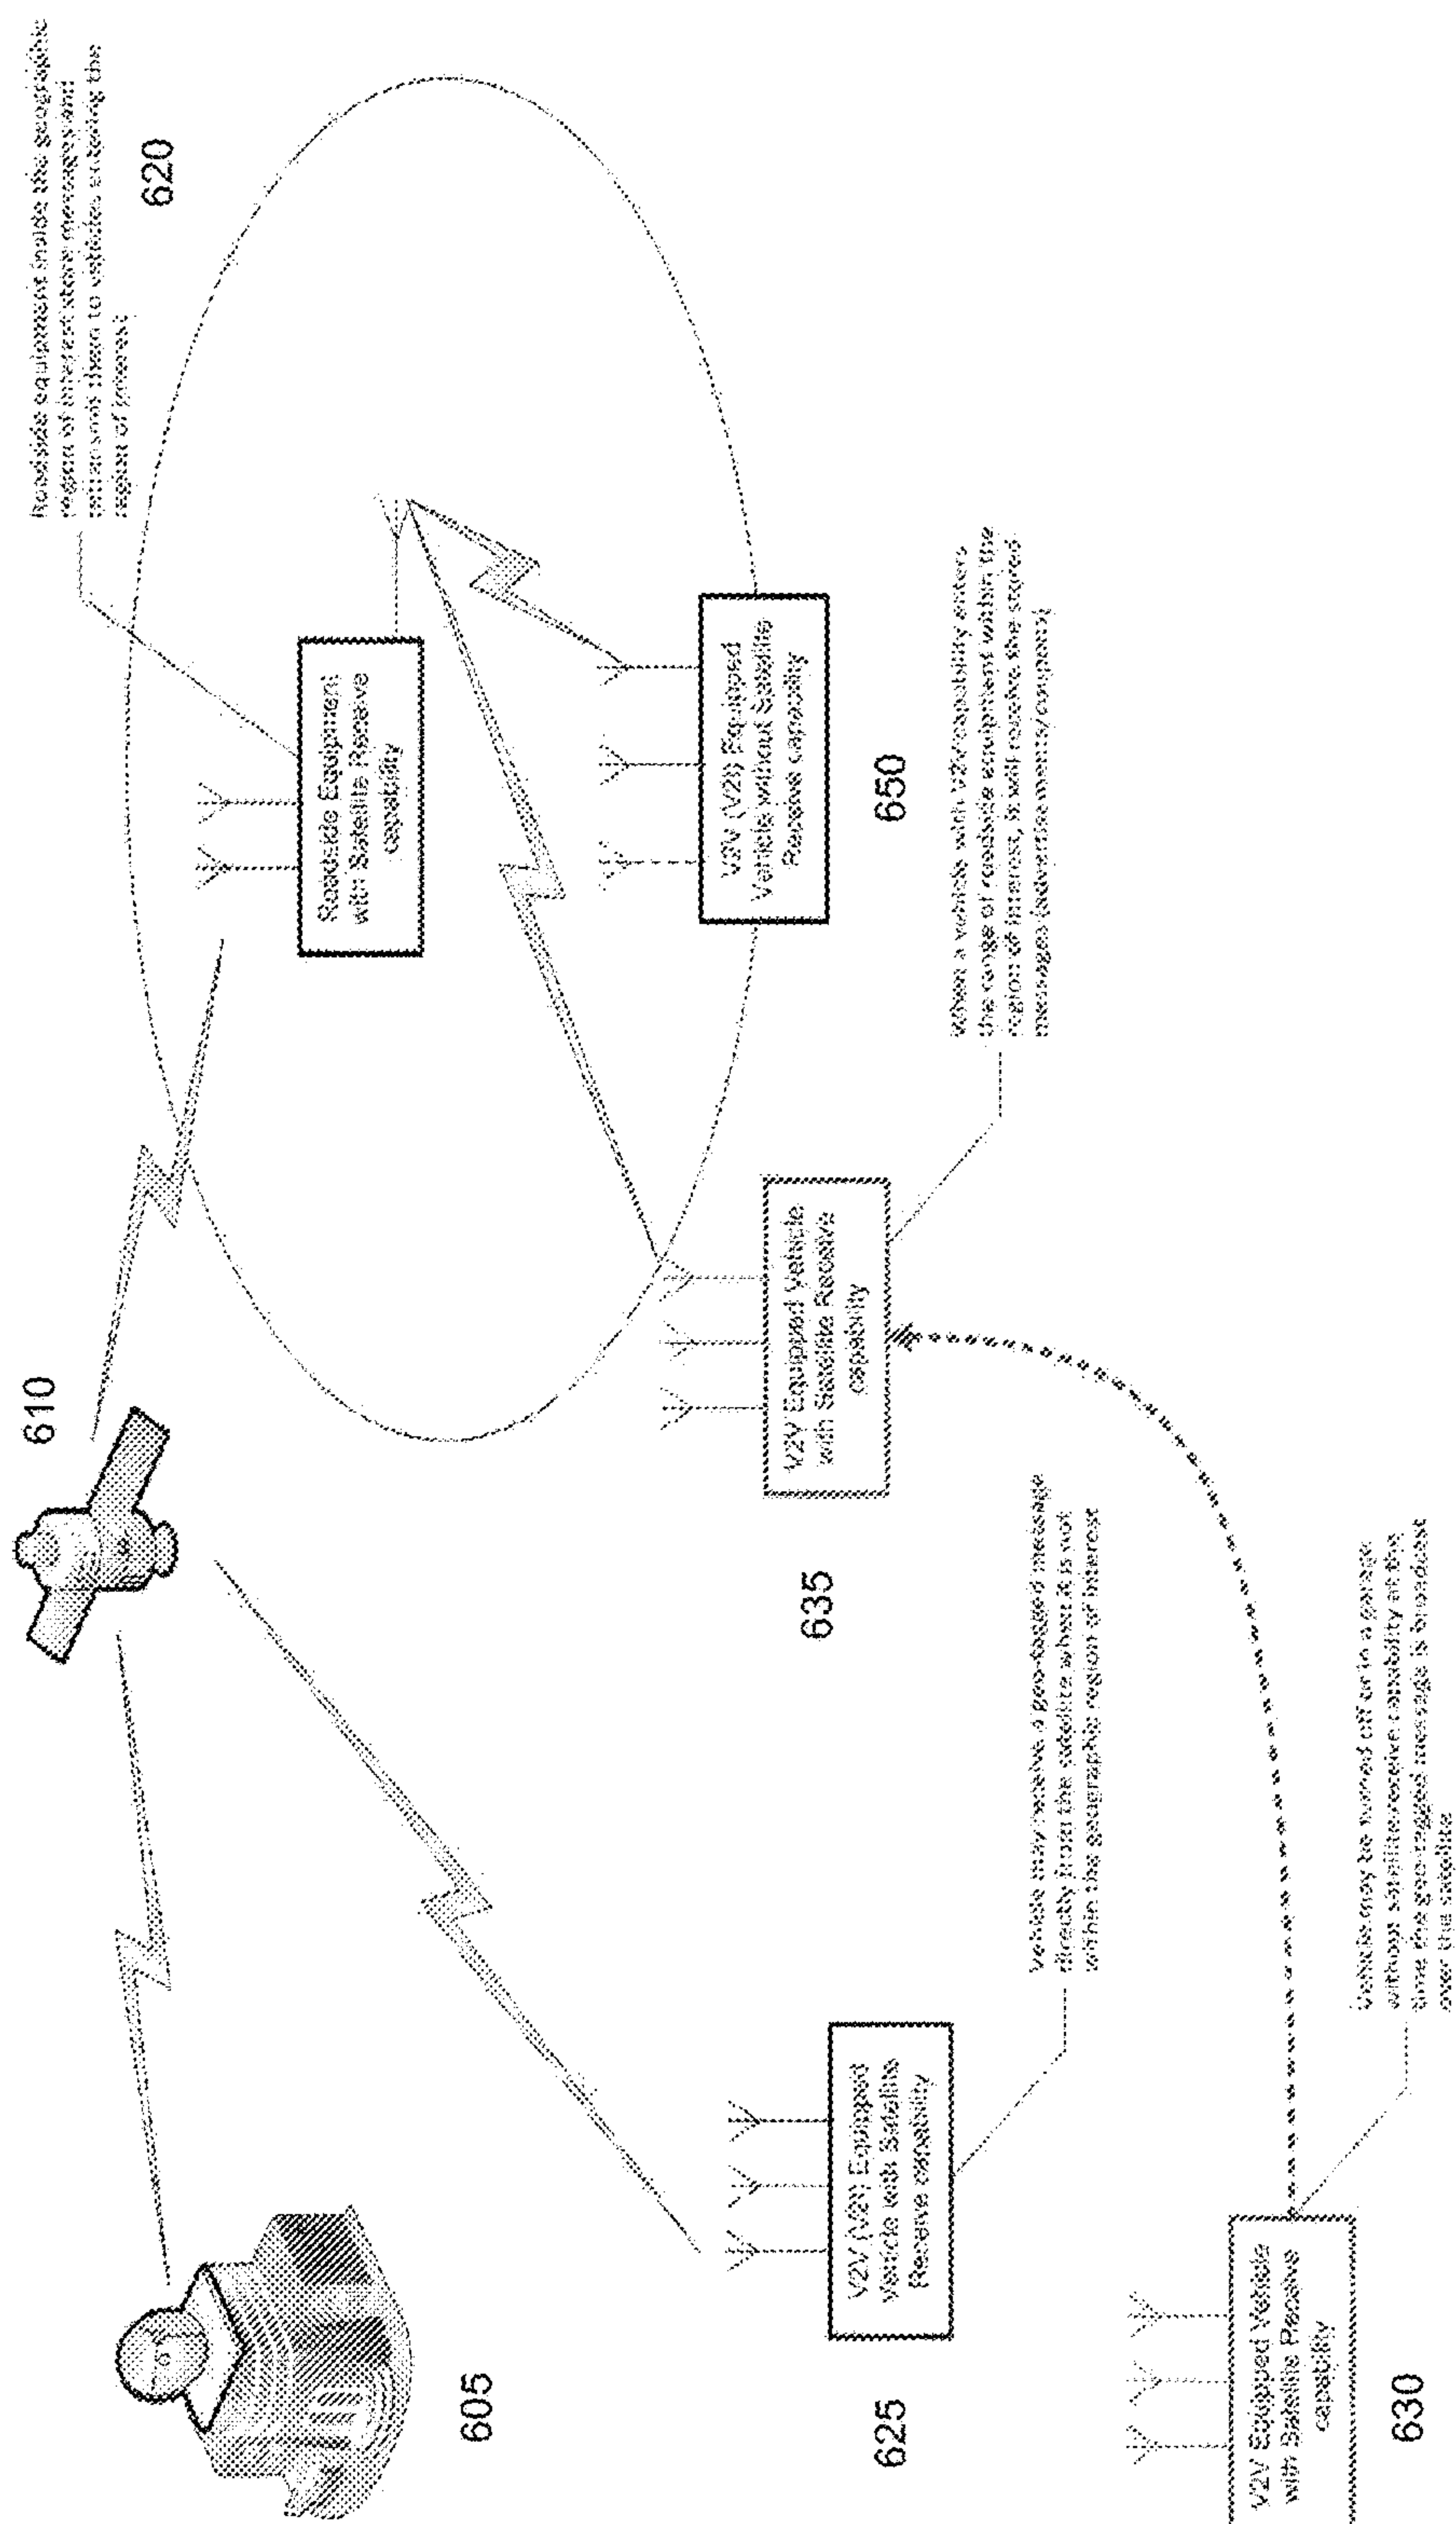 610
Roadside equipment inside the geographic
region of interest store messages and
retransmit them to vehicles entering the
region of interest
620
605
Roadside Equipment
with Satellite Receive
capability
V2V (V2I) Equipped
Vehicle without Satellite
Receive capability
650
V2V Equipped Vehicle
with Satellite Receive
capability
635
When a vehicle with V2V capability enters
the range of roadside equipment within the
region of interest, it will receive the stored
messages (advertisements/coupons)
V2V (V2I) Equipped
Vehicle with Satellite
Receive capability
625
Vehicle may receive a geo-tagged message
directly from the satellite when it is not
within the geographic region of interest
V2V Equipped Vehicle
with Satellite Receive
capability
630
Vehicle may be turned off or in a garage
without satellite receive capability at the
time the geo-tagged message is broadcast
over the satellite